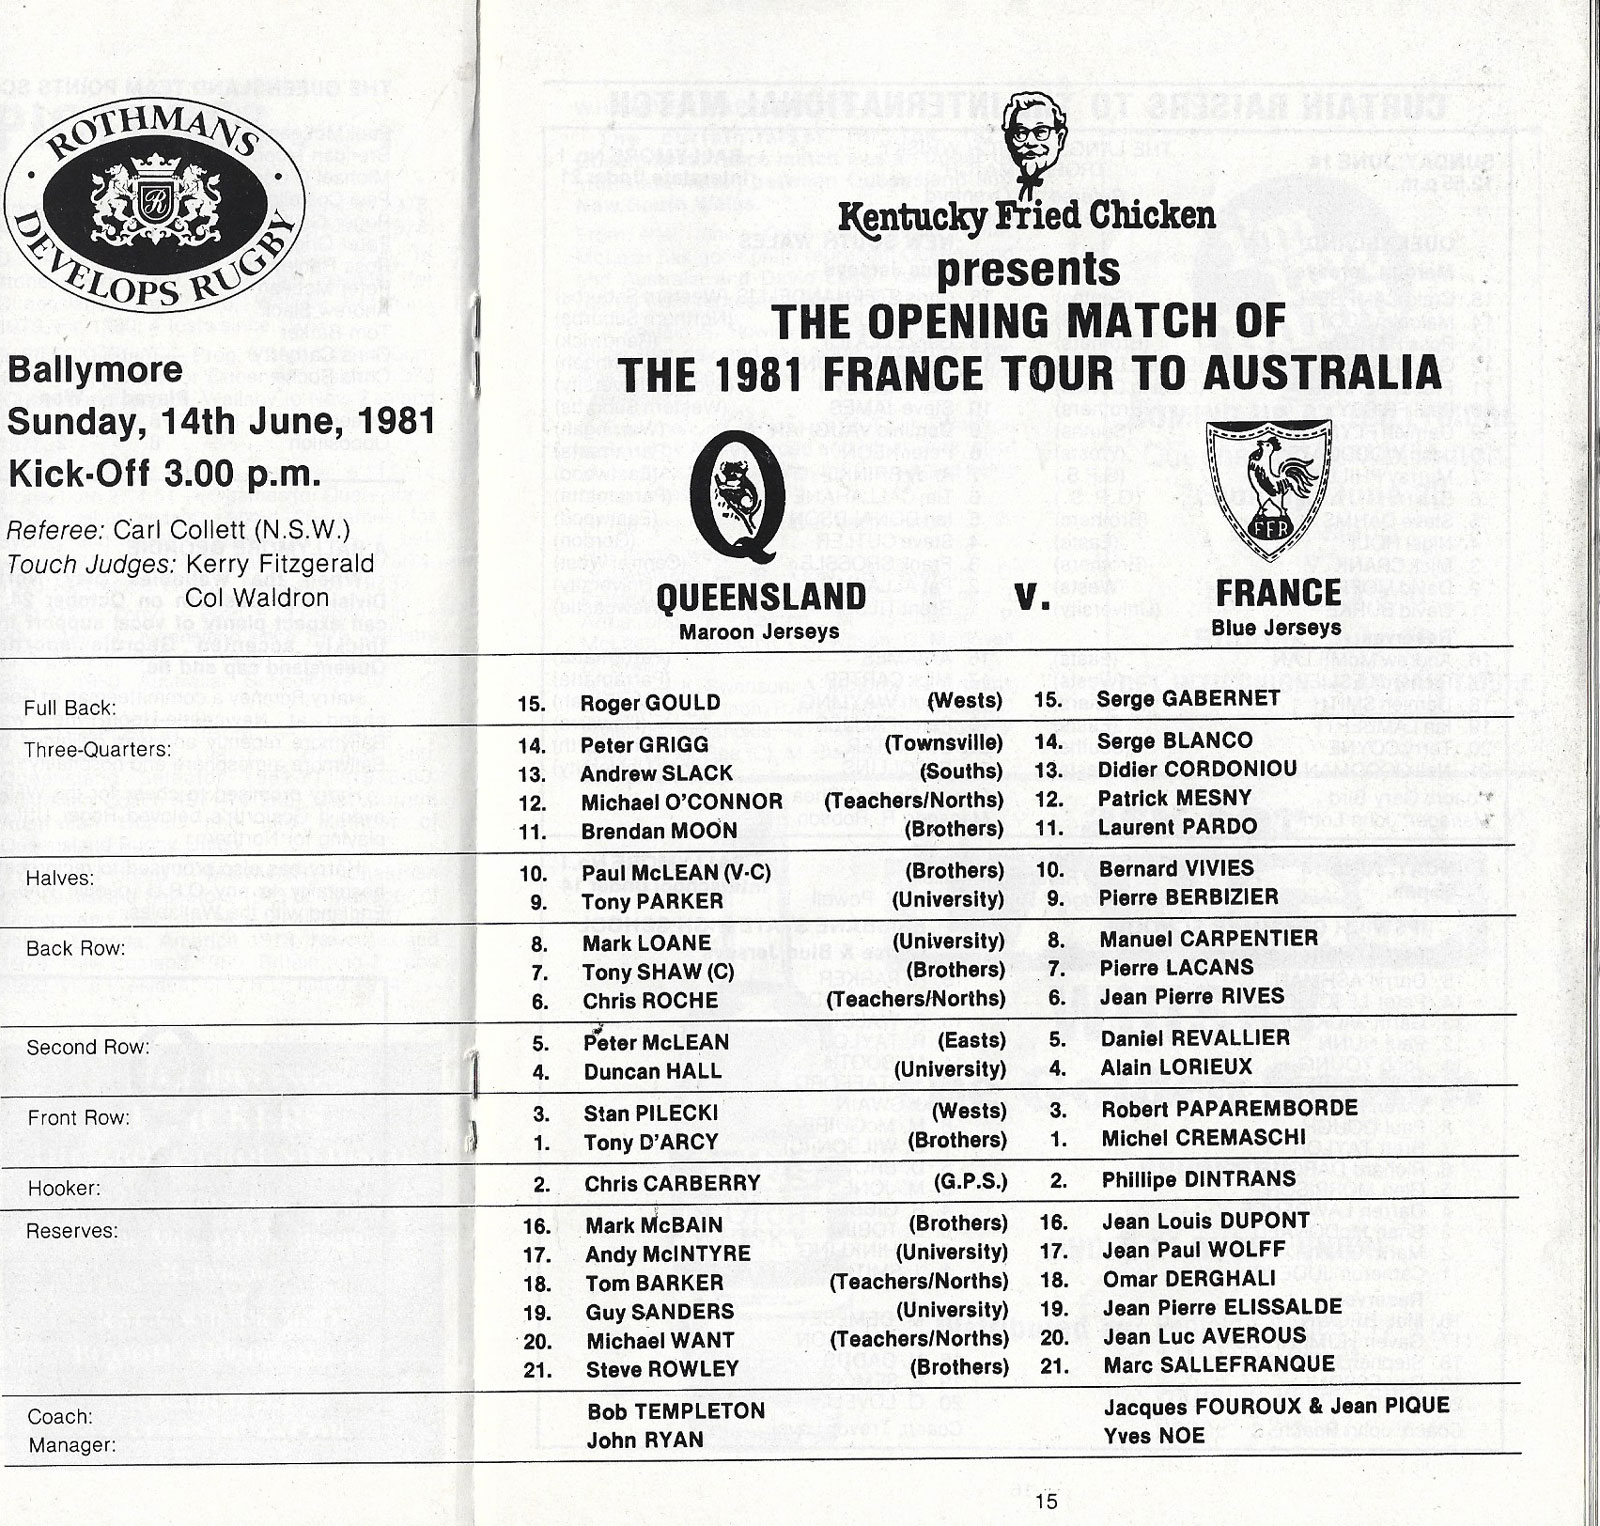 ROTHMANS
R
DEVELOPS RUGBY
Ballymore
Sunday, 14th June, 1981
Kick-Off 3.00 p.m.
Referee: Carl Collett (N.S.W.)
Touch Judges: Kerry Fitzgerald
Col Waldron
Kentucky Fried Chicken
presents
THE OPENING MATCH OF
THE 1981 FRANCE TOUR TO AUSTRALIA
Q
FFR
QUEENSLAND v. FRANCE
Maroon Jerseys Blue Jerseys
Full Back: 15. Roger GOULD (Wests) 15. Serge GABERNET
Three-Quarters: 14. Peter GRIGG (Townsville) 14. Serge BLANCO
13. Andrew SLACK (Souths) 13. Didier CORDONIOU
12. Michael O'CONNOR (Teachers/Norths) 12. Patrick MESNY
11. Brendan MOON (Brothers) 11. Laurent PARDO
Halves: 10. Paul McLEAN (V-C) (Brothers) 10. Bernard VIVIES
9. Tony PARKER (University) 9. Pierre BERBIZIER
Back Row: 8. Mark LOANE (University) 8. Manuel CARPENTIER
7. Tony SHAW (C) (Brothers) 7. Pierre LACANS
6. Chris ROCHE (Teachers/Norths) 6. Jean Pierre RIVES
Second Row: 5. Peter McLEAN (Easts) 5. Daniel REVALLIER
4. Duncan HALL (University) 4. Alain LORIEUX
Front Row: 3. Stan PILECKI (Wests) 3. Robert PAPAREMBORDE
1. Tony D'ARCY (Brothers) 1. Michel CREMASCHI
Hooker: 2. Chris CARBERRY (G.P.S.) 2. Phillipe DINTRANS
Reserves: 16. Mark McBAIN (Brothers) 16. Jean Louis DUPONT
17. Andy McINTYRE (University) 17. Jean Paul WOLFF
18. Tom BARKER (Teachers/Norths) 18. Omar DERGHALI
19. Guy SANDERS (University) 19. Jean Pierre ELISSALDE
20. Michael WANT (Teachers/Norths) 20. Jean Luc AVEROUS
21. Steve ROWLEY (Brothers) 21. Marc SALLEFRANQUE
Coach: Bob TEMPLETON Jacques FOUROUX & Jean PIQUE
Manager: John RYAN Yves NOE
15